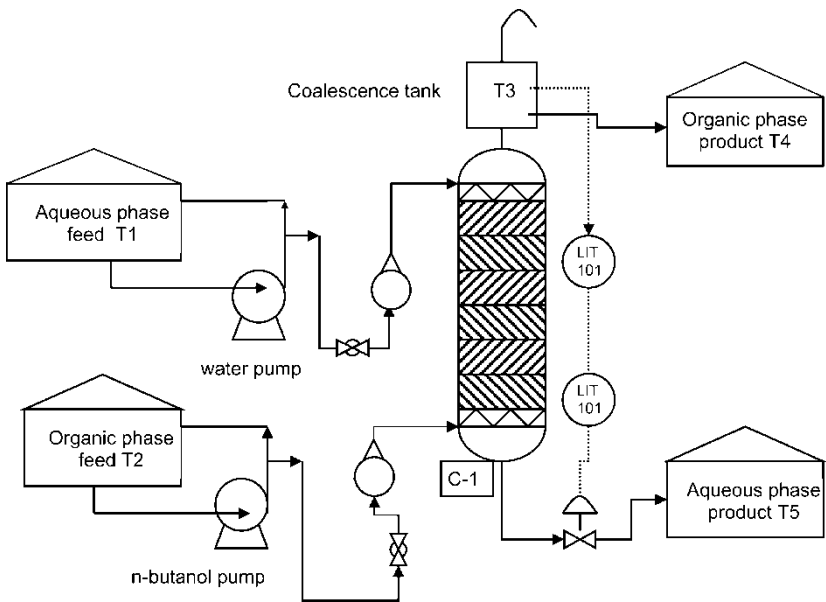 Coalescence tank
T3
Organic phase
product T4
Aqueous phase
feed T1
LIT
101
water pump
Organic phase
feed T2
LIT
101
C-1
Aqueous phase
product T5
n-butanol pump